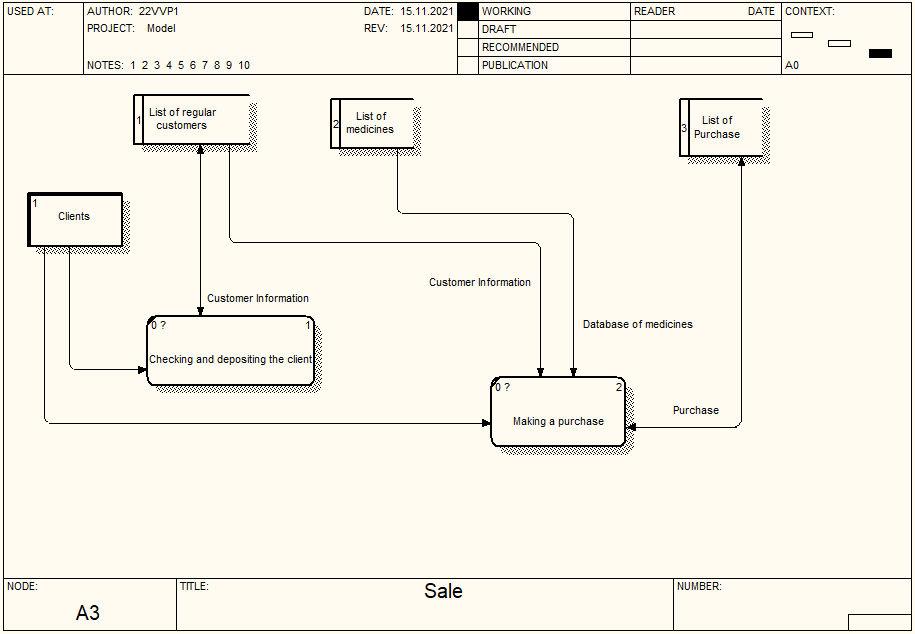 USED AT:
AUTHOR: 22VVP1
DATE: 15.11.2021
WORKING
READER
DATE
CONTEXT:
PROJECT: Model
REV: 15.11.2021
DRAFT
RECOMMENDED
NOTES: 1 2 3 4 5 6 7 8 9 10
PUBLICATION
A0
1
List of regular
customers
2
List of
medicines
3
List of
Purchase
1
Clients
Customer Information
Customer Information
Database of medicines
0 ?
1
Checking and depositing the client
0 ?
2
Making a purchase
Purchase
NODE:
A3
TITLE:
Sale
NUMBER: